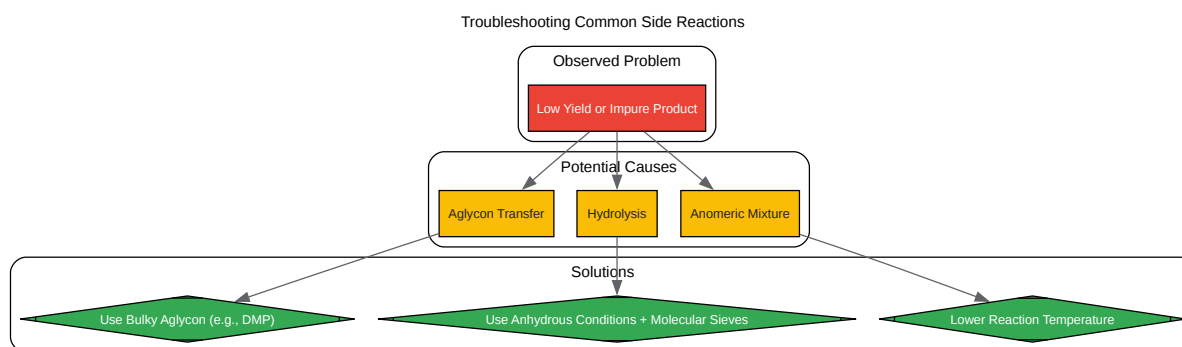 Troubleshooting Common Side Reactions
Observed Problem
Low Yield or Impure Product
Potential Causes
Aglycon Transfer
Hydrolysis
Anomeric Mixture
Solutions
Use Bulky Aglycon (e.g., DMP)
Use Anhydrous Conditions + Molecular Sieves
Lower Reaction Temperature